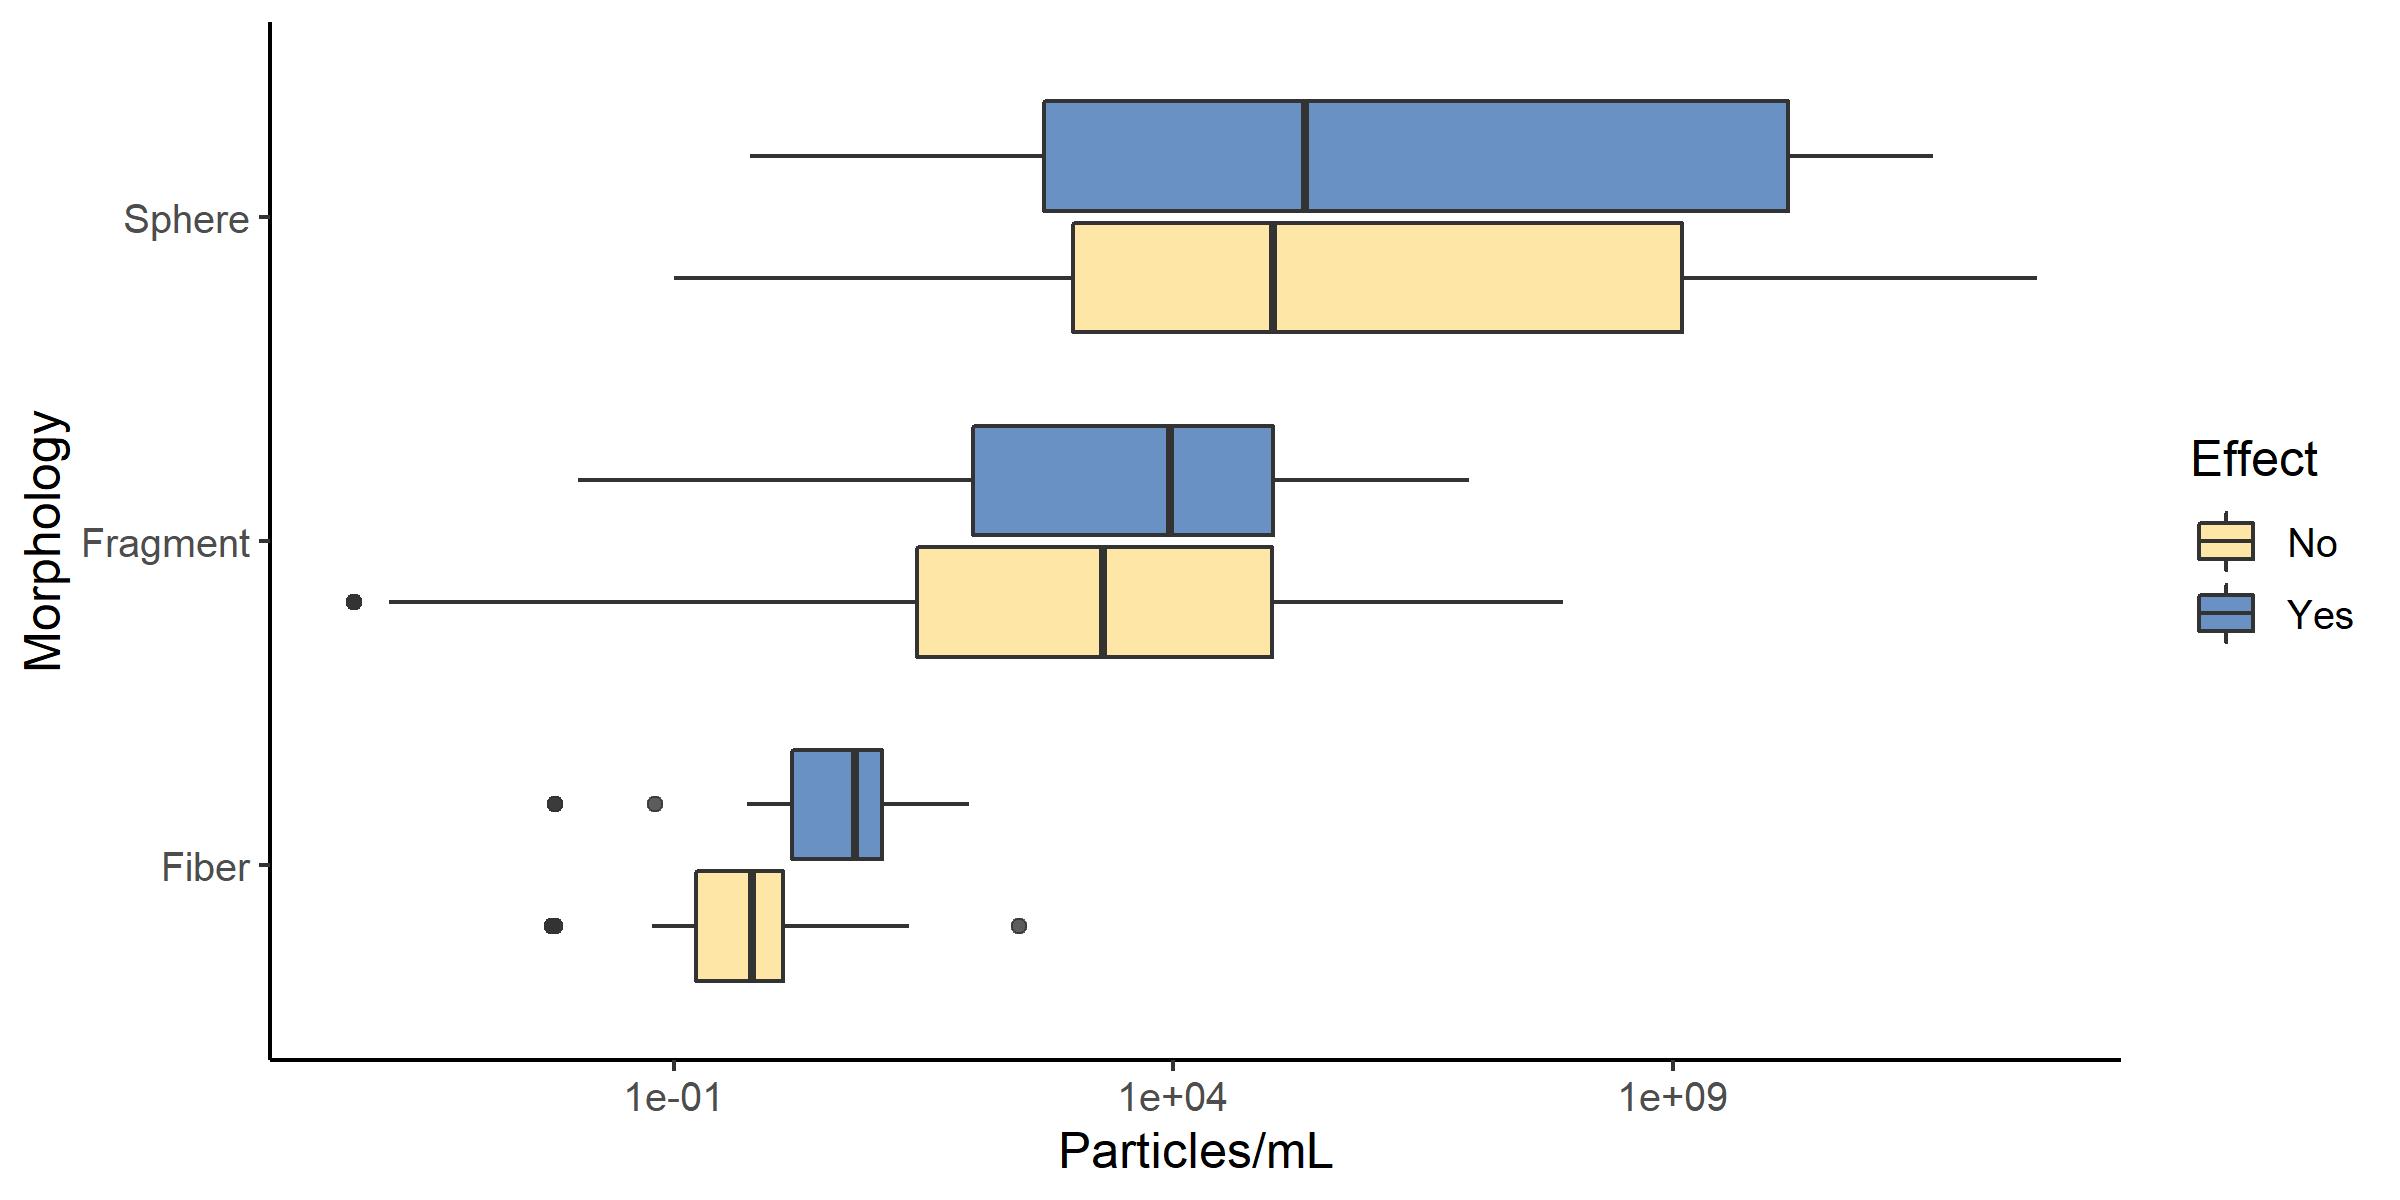 Morphology
Sphere
Fragment
Fiber
1e-01
1e+04
1e+09
Particles/mL
Effect
No
Yes